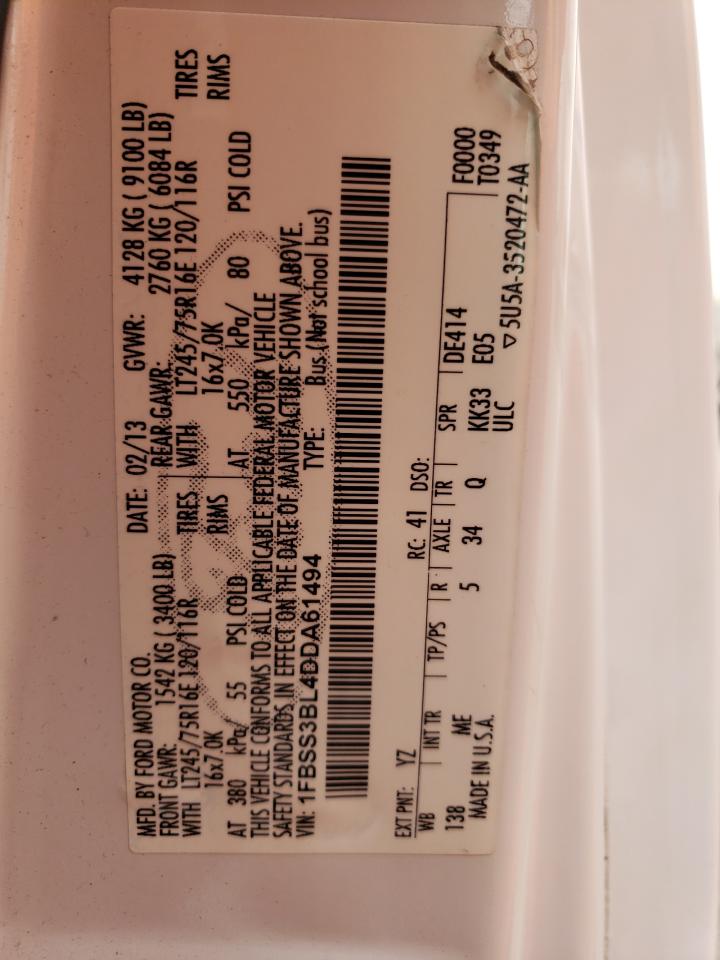 MFD. BY FORD MOTOR CO.
DATE: 02/13 GVWR: 4128 KG ( 9100 LB)
FRONT GAWR: 1542 KG ( 3400 LB) REAR GAWR: 2760 KG ( 6084 LB)
WITH LT245/75R16E 120/116R TIRES WITH LT245/75R16E 120/116R TIRES
16x7.0K RIMS 16x7.0K RIMS
AT 380 kPa/ 55 PSI COLD AT 550 kPa/ 80 PSI COLD
THIS VEHICLE CONFORMS TO ALL APPLICABLE FEDERAL MOTOR VEHICLE
SAFETY STANDARDS IN EFFECT ON THE DATE OF MANUFACTURE SHOWN ABOVE.
VIN: 1FBSS3BL4DDA61494 TYPE: Bus (Not school bus)
EXT PNT: YZ RC: 41 DSO: F0000
WB INT TR TP/PS R AXLE TR SPR T0349
138 ME 5 34 Q KK33 DE414
ULC E05
MADE IN U.S.A. ▽5U5A-3520472-AA